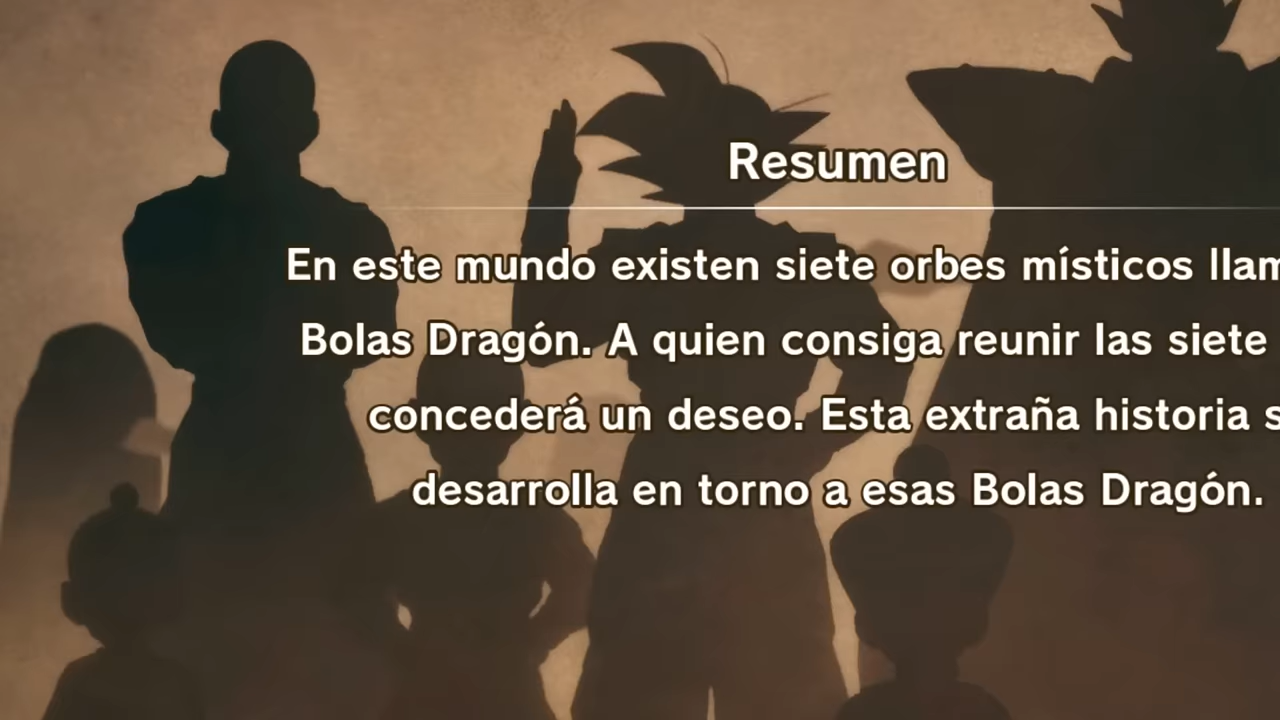 Resumen
En este mundo existen siete orbes místicos llam
Bolas Dragón. A quien consiga reunir las siete
concederá un deseo. Esta extraña historia s
desarrolla en torno a esas Bolas Dragón.